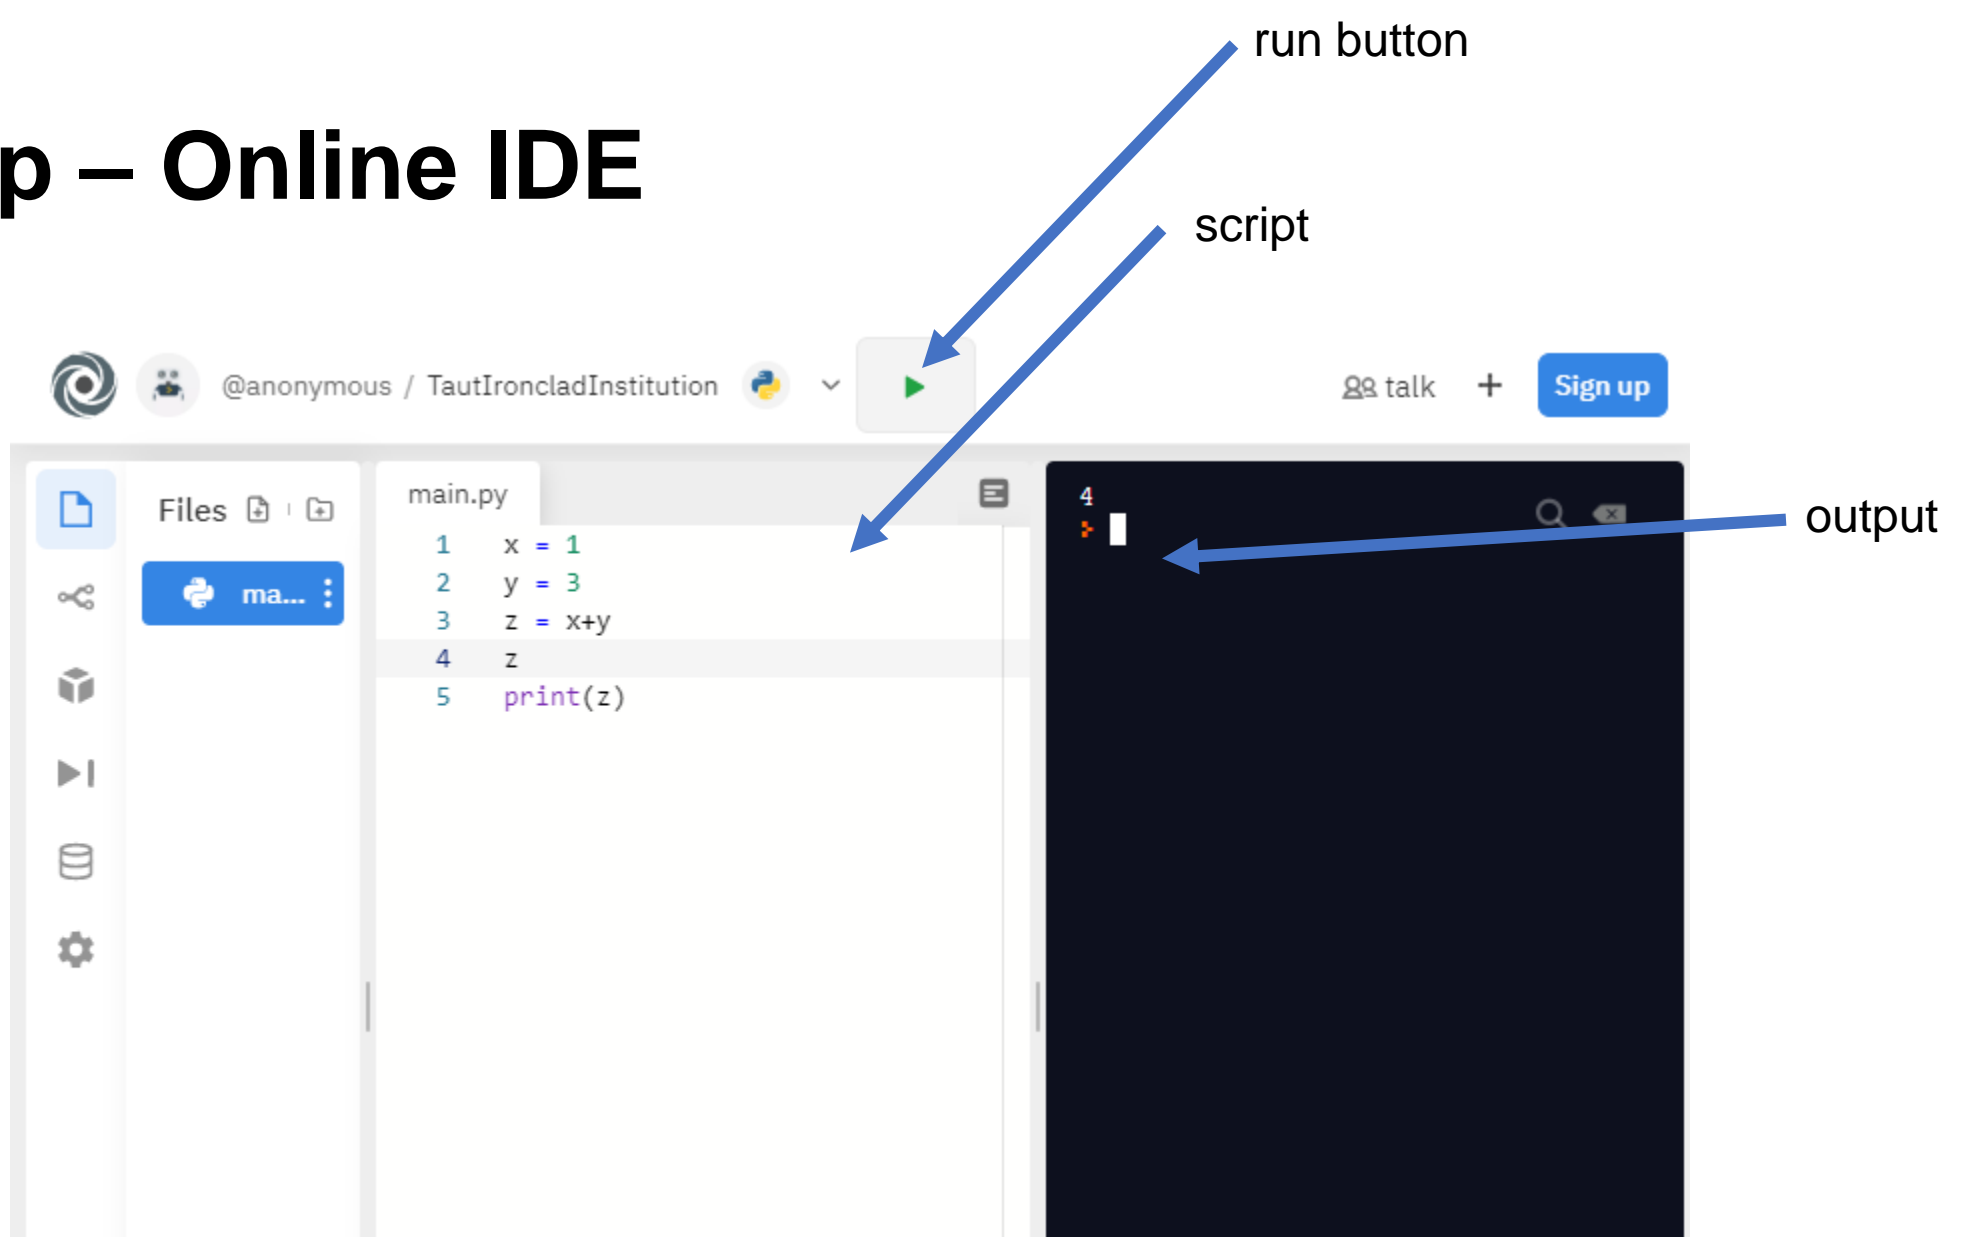 run button
p – Online IDE
script
@anonymous / TautIroncladInstitution
talk + Sign up
Files
main.py
ma...
1 x = 1
2 y = 3
3 z = x+y
4 z
5 print(z)
4
output